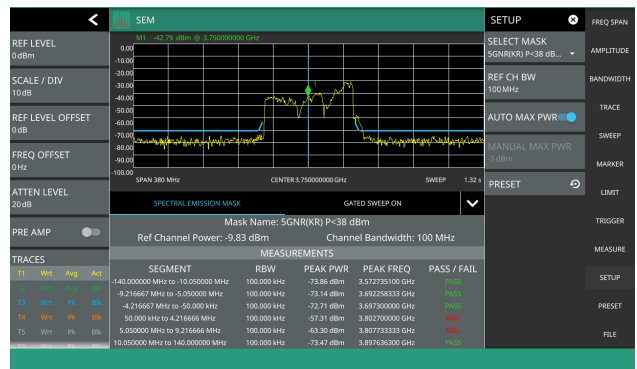 SEM
SETUP
FREQ SPAN
REF LEVEL
0 dBm
M1 -42.79 dBm @ 3.750000000 GHz
0.00
-10.00
-20.00
-30.00
-40.00
-50.00
-60.00
-70.00
-80.00
-90.00
-100.00
1
SELECT MASK
5GNR(KR) P<38 dB...
AMPLITUDE
SCALE / DIV
10 dB
REF CH BW
100 MHz
BANDWIDTH
REF LEVEL OFFSET
0 dB
AUTO MAX PWR
TRACE
SWEEP
FREQ OFFSET
0 Hz
MANUAL MAX PWR
-5 dBm
MARKER
ATTEN LEVEL
20 dB
SPAN 380 MHz CENTER 3.750000000 GHz SWEEP 1.32 s
PRESET
LIMIT
SPECTRAL EMISSION MASK GATED SWEEP ON
PRE AMP
Mask Name: 5GNR(KR) P<38 dBm
Ref Channel Power: -9.83 dBm Channel Bandwidth: 100 MHz
TRIGGER
MEASURE
TRACES
T1 Wrt Avg Act
T2 Wrt Avg Act
T3 Wrt Pk Blk
T4 Wrt Pk Blk
T5 Wrt Pk Blk
MEASUREMENTS
SEGMENT RBW PEAK PWR PEAK FREQ PASS / FAIL
-140.000000 MHz to -10.050000 MHz 100.000 kHz -73.86 dBm 3.572735100 GHz PASS
-9.216667 MHz to -5.050000 MHz 100.000 kHz -73.14 dBm 3.692258333 GHz PASS
-4.216667 MHz to -50.000 kHz 100.000 kHz -72.71 dBm 3.697300000 GHz PASS
50.000 kHz to 4.216666 MHz 100.000 kHz -57.31 dBm 3.802700000 GHz FAIL
5.050000 MHz to 9.216666 MHz 100.000 kHz -63.30 dBm 3.807733333 GHz FAIL
10.050000 MHz to 140.000000 MHz 100.000 kHz -73.47 dBm 3.897636300 GHz PASS
SETUP
PRESET
FILE